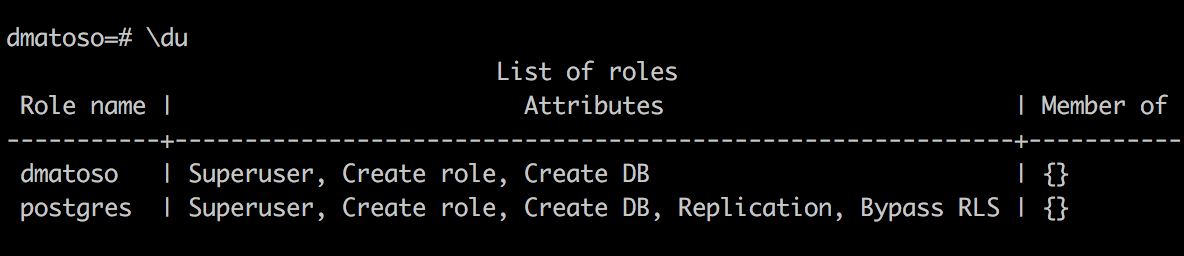 dmatoso=# \du
List of roles
Role name | Attributes | Member of
-----------+------------------------------------------------------------+-----------
dmatoso | Superuser, Create role, Create DB | {}
postgres | Superuser, Create role, Create DB, Replication, Bypass RLS | {}